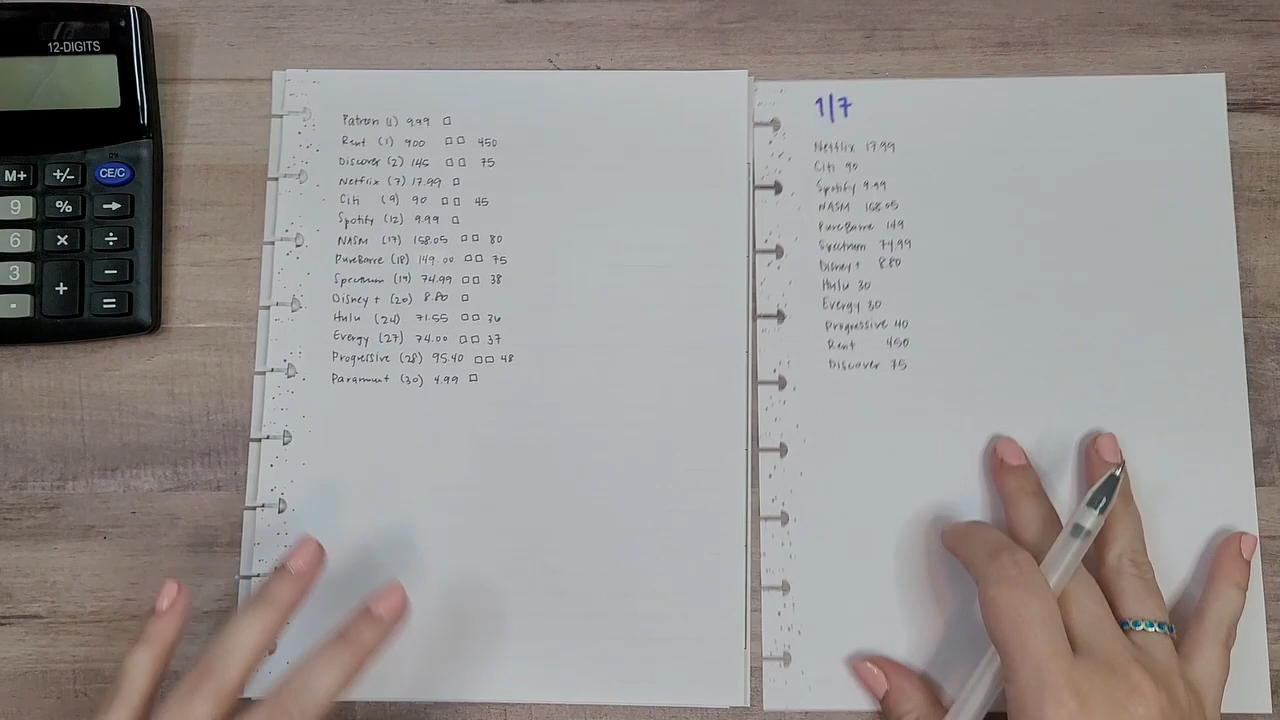 12-DIGITS
M+ +/- CE/C
9 % →
6 × ÷
3 + −
. =
Patreon (1) 9.99 □
Rent (1) 900 □□ 450
Discover (2) 145 □□ 75
Netflix (7) 17.99 □
Citi (9) 90 □□ 45
Spotify (12) 9.99 □
NASM (17) 158.05 □□ 80
PureBarre (18) 149.00 □□ 75
Spectrum (19) 74.99 □□ 38
Disney + (20) 8.80 □
Hulu (24) 71.55 □□ 36
Evergy (27) 74.00 □□ 37
Progressive (28) 95.40 □□ 48
Paramount (30) 4.99 □
1/7
Netflix 17.99
Citi 90
Spotify 9.99
NASM 158.05
PureBarre 149
Spectrum 74.99
Disney + 8.80
Hulu 30
Evergy 30
Progressive 40
Rent 450
Discover 75